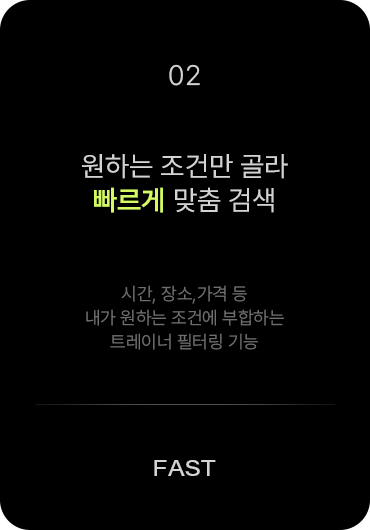 02
원하는 조건만 골라
빠르게 맞춤 검색
시간, 장소,가격 등
내가 원하는 조건에 부합하는
트레이너 필터링 기능
FAST